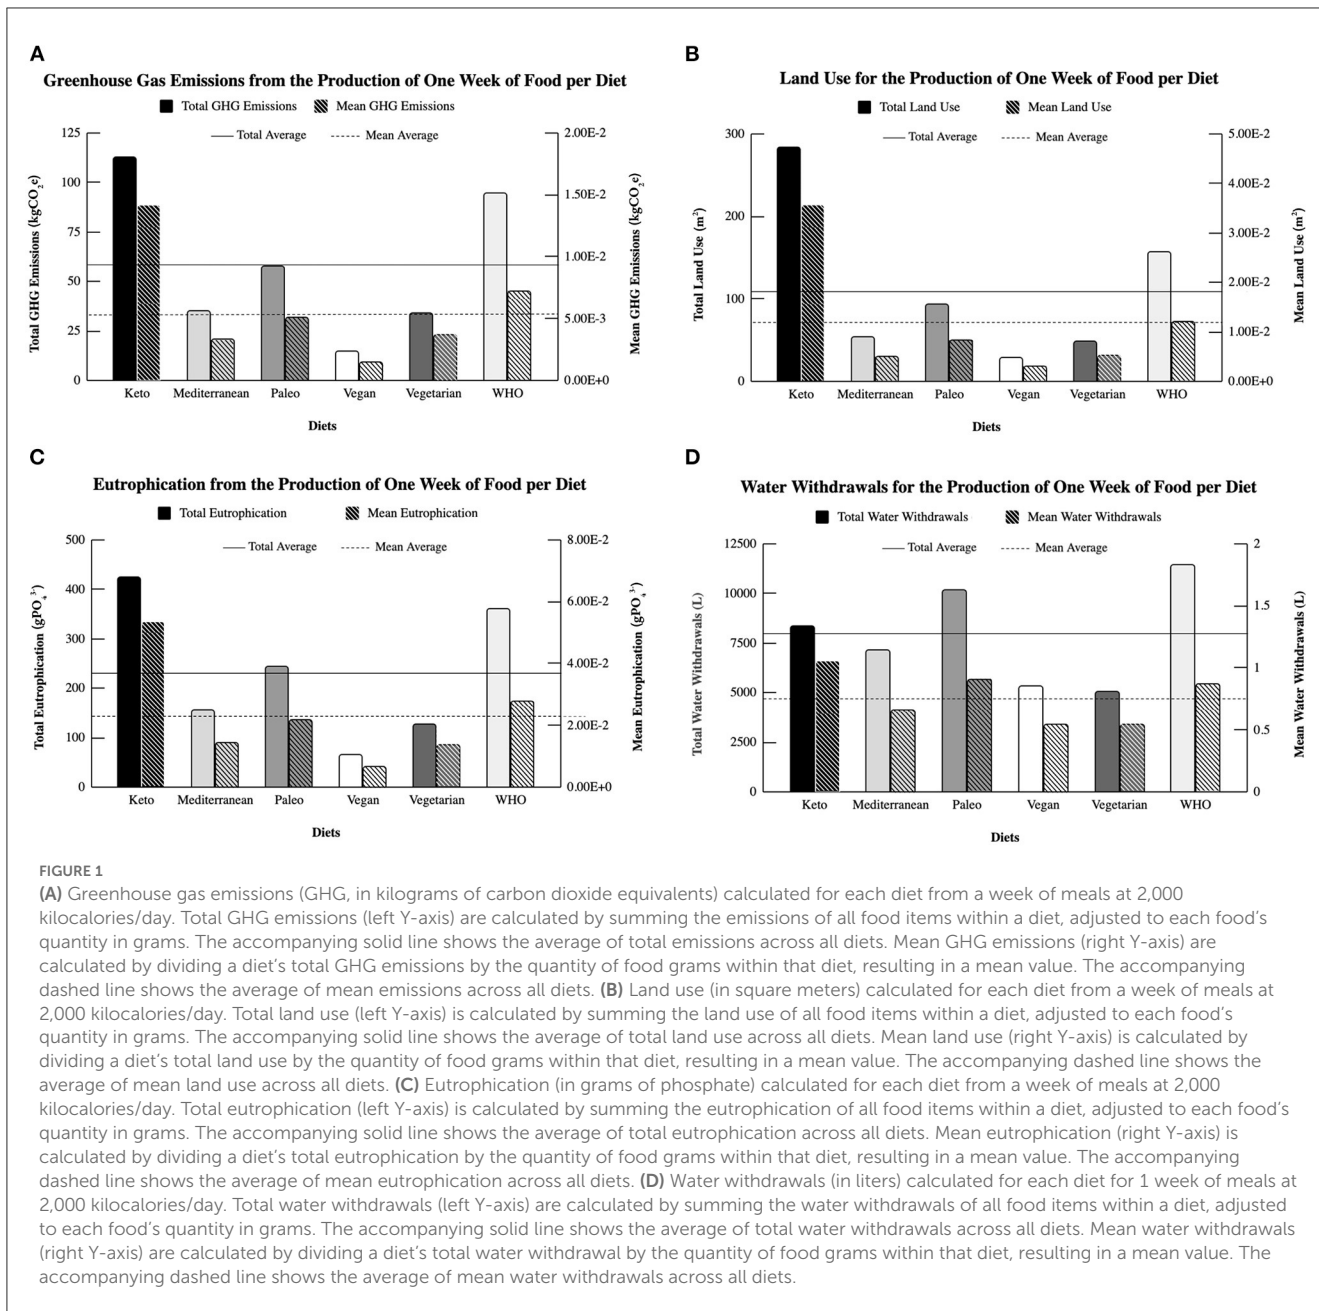 A
Greenhouse Gas Emissions from the Production of One Week of Food per Diet
Total GHG Emissions Mean GHG Emissions
Total Average Mean Average
Total GHG Emissions (kgCO₂e)
125
100
75
50
25
0
2.00E-2
1.50E-2
1.00E-2
5.00E-3
0.00E+0
Mean GHG Emissions (kgCO₂e)
Keto Mediterranean Paleo Vegan Vegetarian WHO
Diets
B
Land Use for the Production of One Week of Food per Diet
Total Land Use Mean Land Use
Total Average Mean Average
Total Land Use (m²)
300
200
100
0
5.00E-2
4.00E-2
3.00E-2
2.00E-2
1.00E-2
0.00E+0
Mean Land Use (m²)
Keto Mediterranean Paleo Vegan Vegetarian WHO
Diets
C
Eutrophication from the Production of One Week of Food per Diet
Total Eutrophication Mean Eutrophication
Total Average Mean Average
Total Eutrophication (gPO₄³⁻)
500
400
300
200
100
0
8.00E-2
6.00E-2
4.00E-2
2.00E-2
0.00E+0
Mean Eutrophication (gPO₄³⁻)
Keto Mediterranean Paleo Vegan Vegetarian WHO
Diets
D
Water Withdrawals for the Production of One Week of Food per Diet
Total Water Withdrawals Mean Water Withdrawals
Total Average Mean Average
Total Water Withdrawals (L)
12500
10000
7500
5000
2500
0
2
1.5
1
0.5
0
Mean Water Withdrawals (L)
Keto Mediterranean Paleo Vegan Vegetarian WHO
Diets
FIGURE 1
(A) Greenhouse gas emissions (GHG, in kilograms of carbon dioxide equivalents) calculated for each diet from a week of meals at 2,000
kilocalories/day. Total GHG emissions (left Y-axis) are calculated by summing the emissions of all food items within a diet, adjusted to each food's
quantity in grams. The accompanying solid line shows the average of total emissions across all diets. Mean GHG emissions (right Y-axis) are
calculated by dividing a diet's total GHG emissions by the quantity of food grams within that diet, resulting in a mean value. The accompanying
dashed line shows the average of mean emissions across all diets. (B) Land use (in square meters) calculated for each diet from a week of meals at
2,000 kilocalories/day. Total land use (left Y-axis) is calculated by summing the land use of all food items within a diet, adjusted to each food's
quantity in grams. The accompanying solid line shows the average of total land use across all diets. Mean land use (right Y-axis) is calculated by
dividing a diet's total land use by the quantity of food grams within that diet, resulting in a mean value. The accompanying dashed line shows the
average of mean land use across all diets. (C) Eutrophication (in grams of phosphate) calculated for each diet from a week of meals at 2,000
kilocalories/day. Total eutrophication (left Y-axis) is calculated by summing the eutrophication of all food items within a diet, adjusted to each food's
quantity in grams. The accompanying solid line shows the average of total eutrophication across all diets. Mean eutrophication (right Y-axis) is
calculated by dividing a diet's total eutrophication by the quantity of food grams within that diet, resulting in a mean value. The accompanying
dashed line shows the average of mean eutrophication across all diets. (D) Water withdrawals (in liters) calculated for each diet for 1 week of meals at
2,000 kilocalories/day. Total water withdrawals (left Y-axis) are calculated by summing the water withdrawals of all food items within a diet, adjusted
to each food's quantity in grams. The accompanying solid line shows the average of total water withdrawals across all diets. Mean water withdrawals
(right Y-axis) are calculated by dividing a diet's total water withdrawal by the quantity of food grams within that diet, resulting in a mean value. The
accompanying dashed line shows the average of mean water withdrawals across all diets.